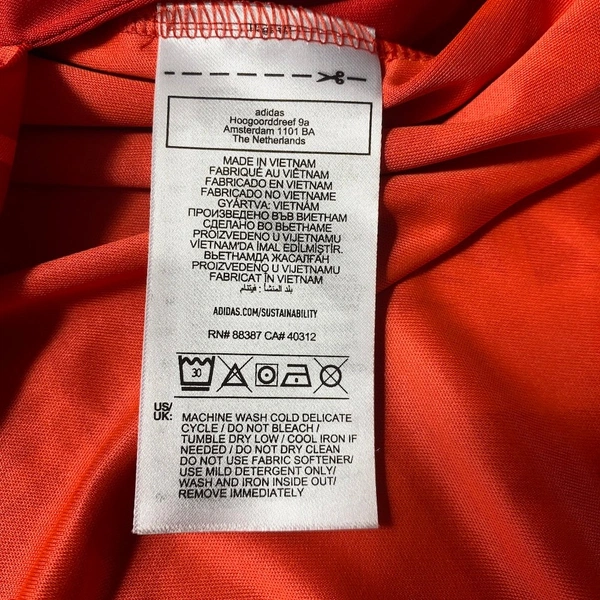 adidas
Hoogoorddreef 9a
Amsterdam 1101 BA
The Netherlands
MADE IN VIETNAM
FABRIQUÉ AU VIÊTNAM
FABRICADO EN VIETNAM
FABRICADO NO VIETNAME
GYÁRTVA: VIETNÁM
ПРОИЗВЕДЕНО ВЪВ ВИЕТНАМ
СДЕЛАНО ВО ВЬЕТНАМЕ
PROIZVEDENO U VIJETNAMU
VİETNAM'DA İMAL EDİLMİŞTİR.
ВЬЕТНАМДА ЖАСАЛҒАН
PROIZVEDENO U VIJETNAMU
FABRICAT ÎN VIETNAM
بلد المنشأ : فيتنام
ADIDAS.COM/SUSTAINABILITY
RN# 88387 CA# 40312
30
US/
UK:
MACHINE WASH COLD DELICATE
CYCLE / DO NOT BLEACH /
TUMBLE DRY LOW / COOL IRON IF
NEEDED / DO NOT DRY CLEAN
DO NOT USE FABRIC SOFTENER/
USE MILD DETERGENT ONLY/
WASH AND IRON INSIDE OUT/
REMOVE IMMEDIATELY